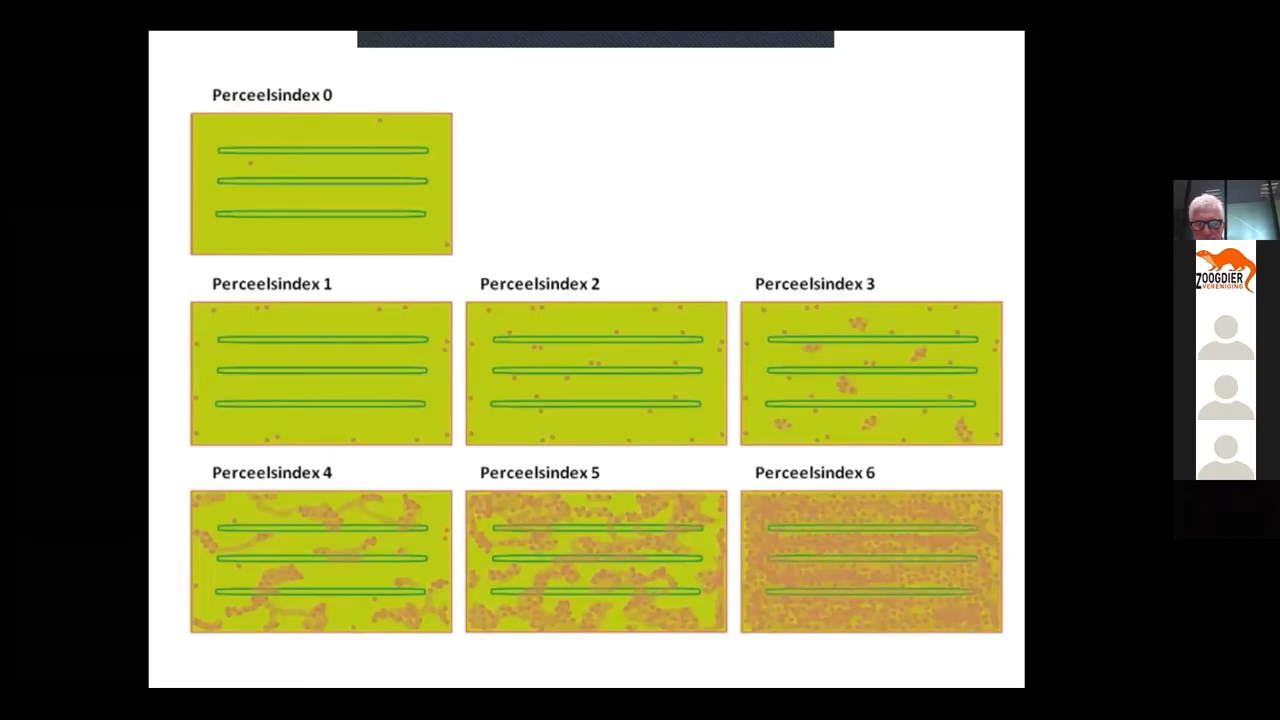 Perceelsindex 0
Perceelsindex 1
Perceelsindex 2
Perceelsindex 3
Perceelsindex 4
Perceelsindex 5
Perceelsindex 6
ZOOGDIER
VERENIGING